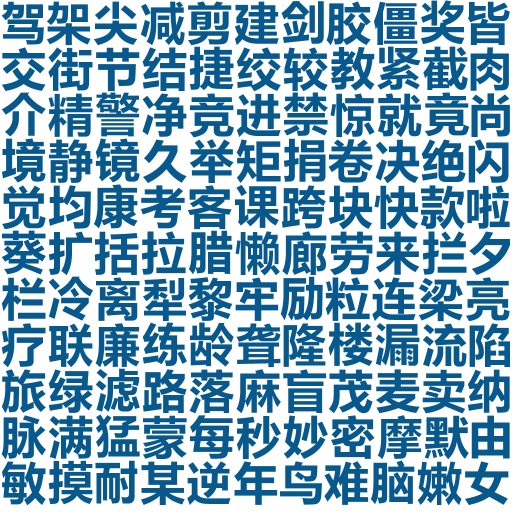 驾架尖减剪建剑胶僵奖皆
交街节结捷绞较教紧截肉
介精警净竞进禁惊就竟尚
境静镜久举矩捐卷决绝闪
觉均康考客课跨块快款啦
葵扩括拉腊懒廊劳来拦夕
栏冷离犁黎牢励粒连梁亮
疗联廉练龄聋隆楼漏流陷
旅绿滤路落麻盲茂麦卖纳
脉满猛蒙每秒妙密摩默由
敏摸耐某逆年鸟难脑嫩女